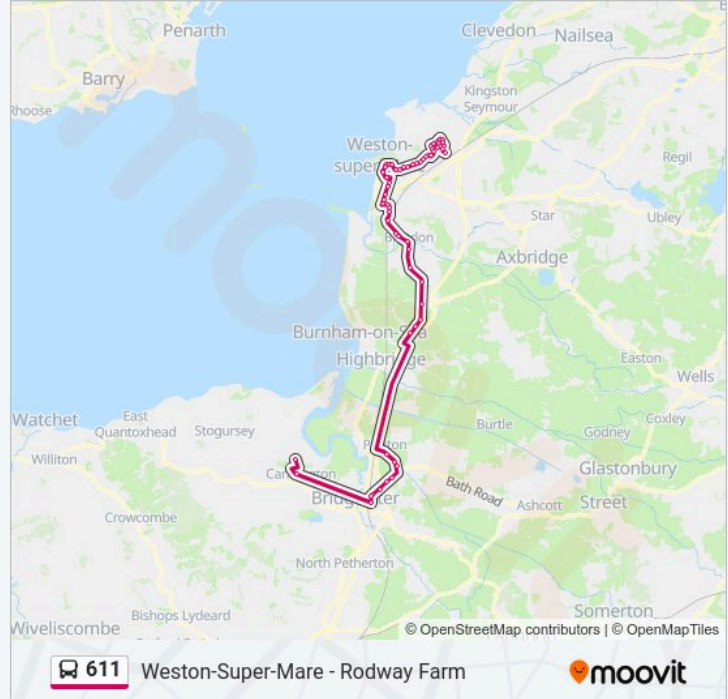 Penarth
Clevedon
Nailsea
Barry
Rhoose
Kingston
Seymour
Weston-
super
Regil
Star
Ubley
Axbridge
Burnham-on-Sea
Highbridge
Easton
Wells
Watchet
East
Quantoxhead
Stogursey
Burtle
Coxley
Godney
Williton
Glastonbury
Bath Road
Street
Ashcott
Bridgwater
Crowcombe
North Petherton
Bishops Lydeard
Somerton
Wiveliscombe
© OpenStreetMap contributors | © OpenMapTiles
611 Weston-Super-Mare - Rodway Farm
moovit